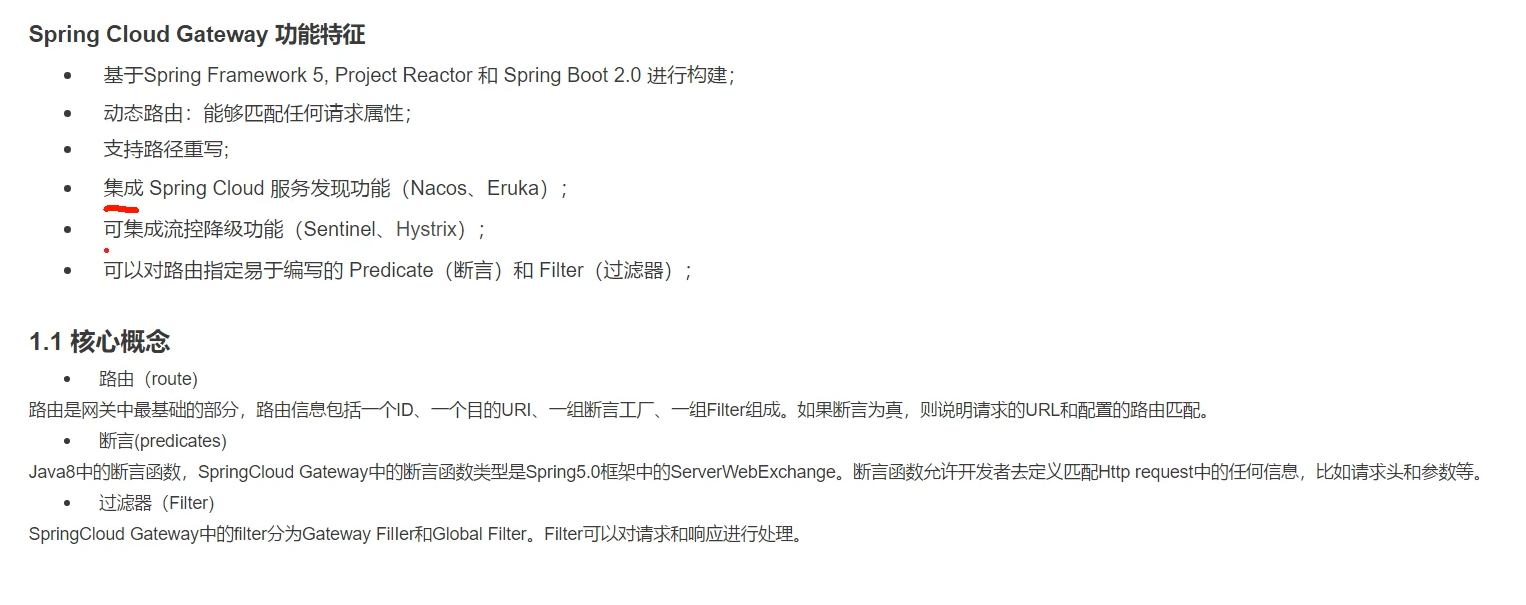 Spring Cloud Gateway 功能特征
• 基于Spring Framework 5, Project Reactor 和 Spring Boot 2.0 进行构建；
• 动态路由：能够匹配任何请求属性；
• 支持路径重写；
• 集成 Spring Cloud 服务发现功能（Nacos、Eruka）；
• 可集成流控降级功能（Sentinel、Hystrix）；
• 可以对路由指定易于编写的 Predicate（断言）和 Filter（过滤器）；
1.1 核心概念
• 路由（route)
路由是网关中最基础的部分，路由信息包括一个ID、一个目的URI、一组断言工厂、一组Filter组成。如果断言为真，则说明请求的URL和配置的路由匹配。
• 断言(predicates)
Java8中的断言函数，SpringCloud Gateway中的断言函数类型是Spring5.0框架中的ServerWebExchange。断言函数允许开发者去定义匹配Http request中的任何信息，比如请求头和参数等。
• 过滤器（Filter)
SpringCloud Gateway中的filter分为Gateway FilIer和Global Filter。Filter可以对请求和响应进行处理。